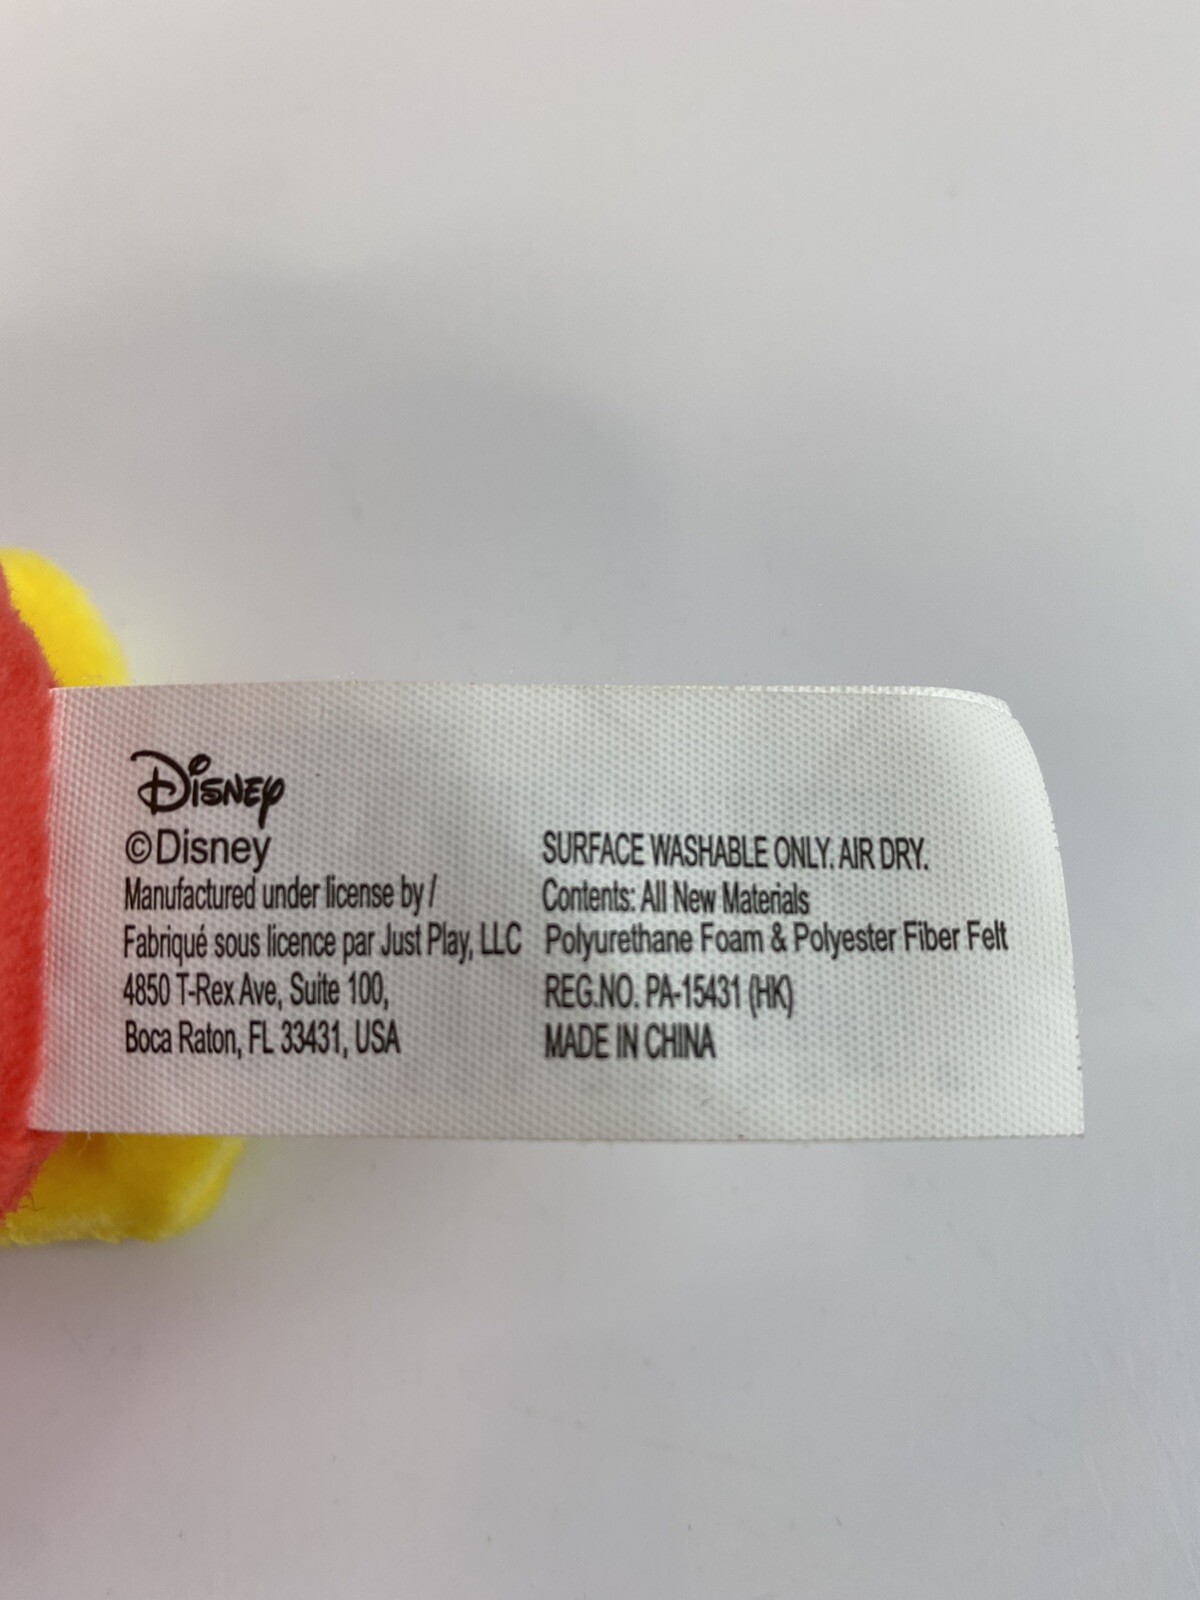 Disney
©Disney
Manufactured under license by /
Fabriqué sous licence par Just Play, LLC
4850 T-Rex Ave, Suite 100,
Boca Raton, FL 33431, USA
SURFACE WASHABLE ONLY. AIR DRY.
Contents: All New Materials
Polyurethane Foam & Polyester Fiber Felt
REG.NO. PA-15431 (HK)
MADE IN CHINA